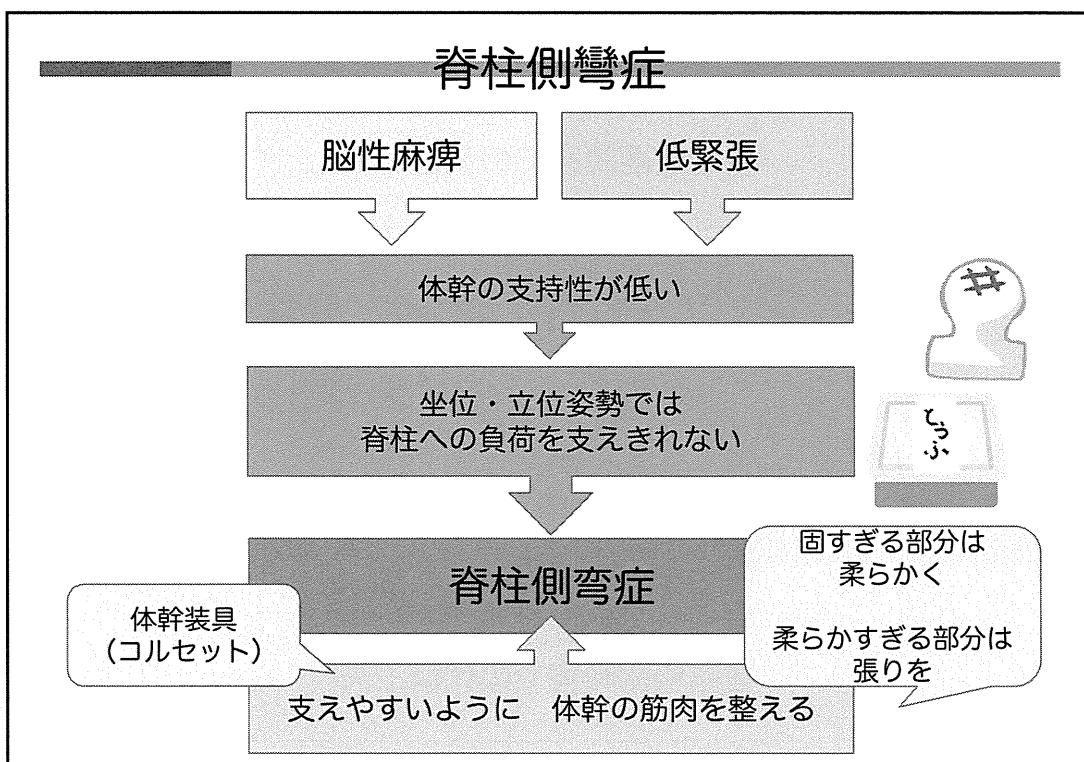 脊柱側彎症
脳性麻痺
低緊張
体幹の支持性が低い
坐位・立位姿勢では
脊柱への負荷を支えきれない
とうふ
脊柱側弯症
固すぎる部分は
柔らかく
柔らかすぎる部分は
張りを
体幹装具
(コルセット)
支えやすいように 体幹の筋肉を整える